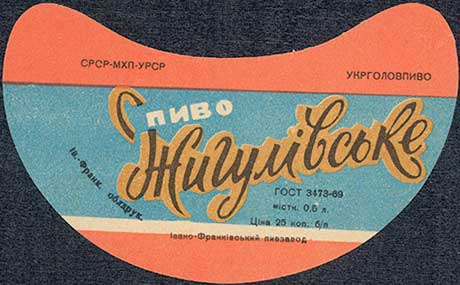 СРСР-МХП-УРСР
УКРГОЛОВПИВО
ПИВО
Жигулівське
ГОСТ 3473-69
містк. 0,5 л.
Ціна 25 коп. б/п
Ів.-Франк. облдрук.
Івано-Франківський пивзавод